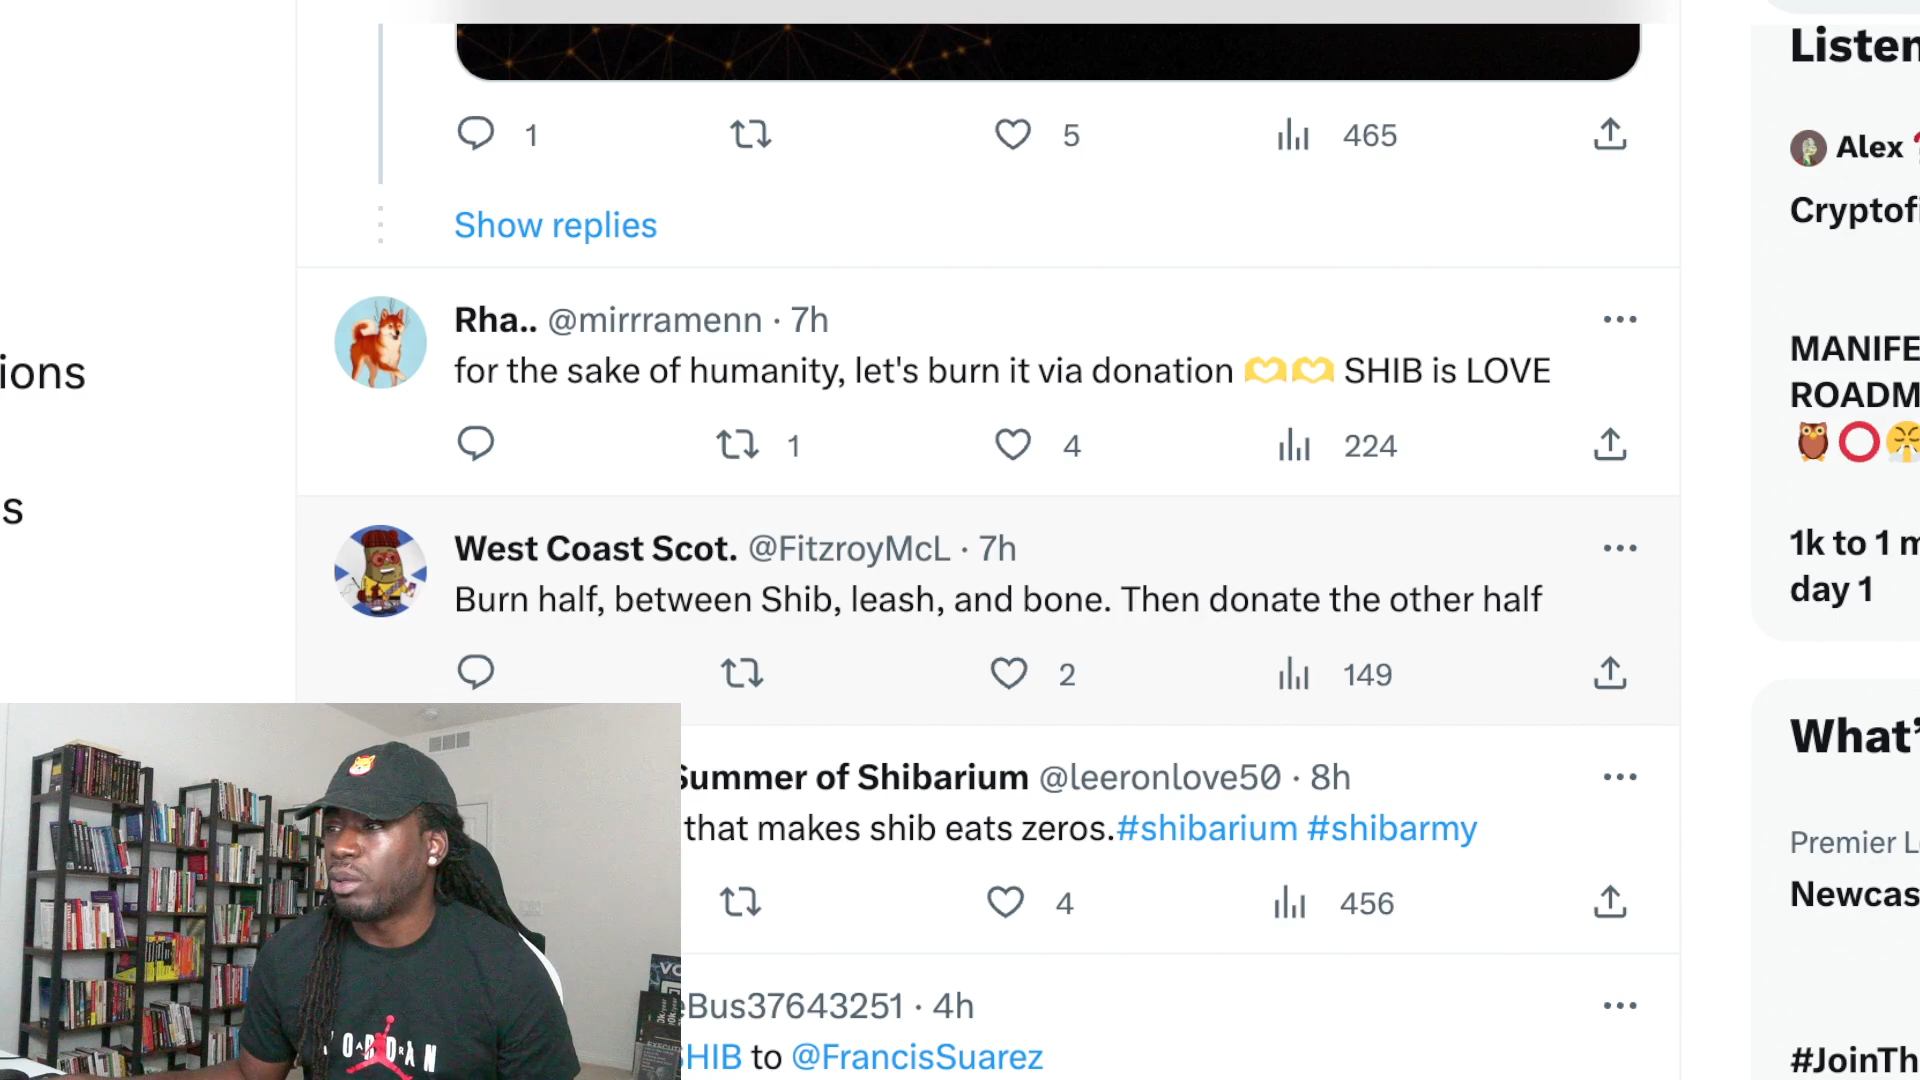 1 5 465
Show replies
Rha.. @mirrramenn · 7h
for the sake of humanity, let's burn it via donation 🫶🫶 SHIB is LOVE
1 4 224
West Coast Scot. @FitzroyMcL · 7h
Burn half, between Shib, leash, and bone. Then donate the other half
2 149
Summer of Shibarium @leeronlove50 · 8h
that makes shib eats zeros.#shibarium #shibarmy
4 456
Bus37643251 · 4h
HIB to @FrancisSuarez
ions
s
Listen
Alex
Cryptofi
MANIFE
ROADM
1k to 1 m
day 1
What'
Premier L
Newcas
#JoinTh
JORDAN